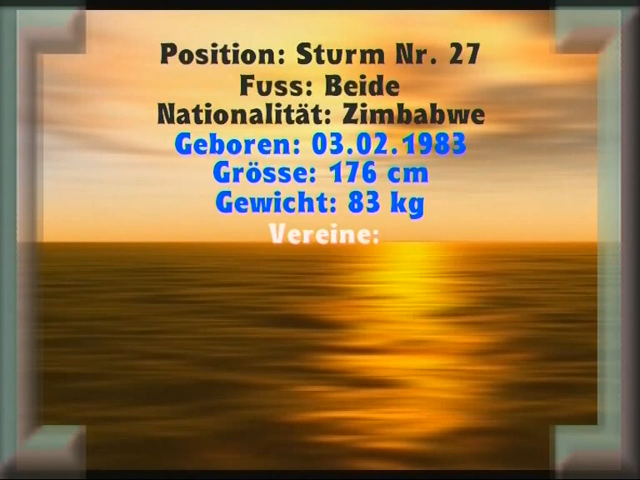 Position: Sturm Nr. 27
Fuss: Beide
Nationalität: Zimbabwe
Geboren: 03.02.1983
Grösse: 176 cm
Gewicht: 83 kg
Vereine: